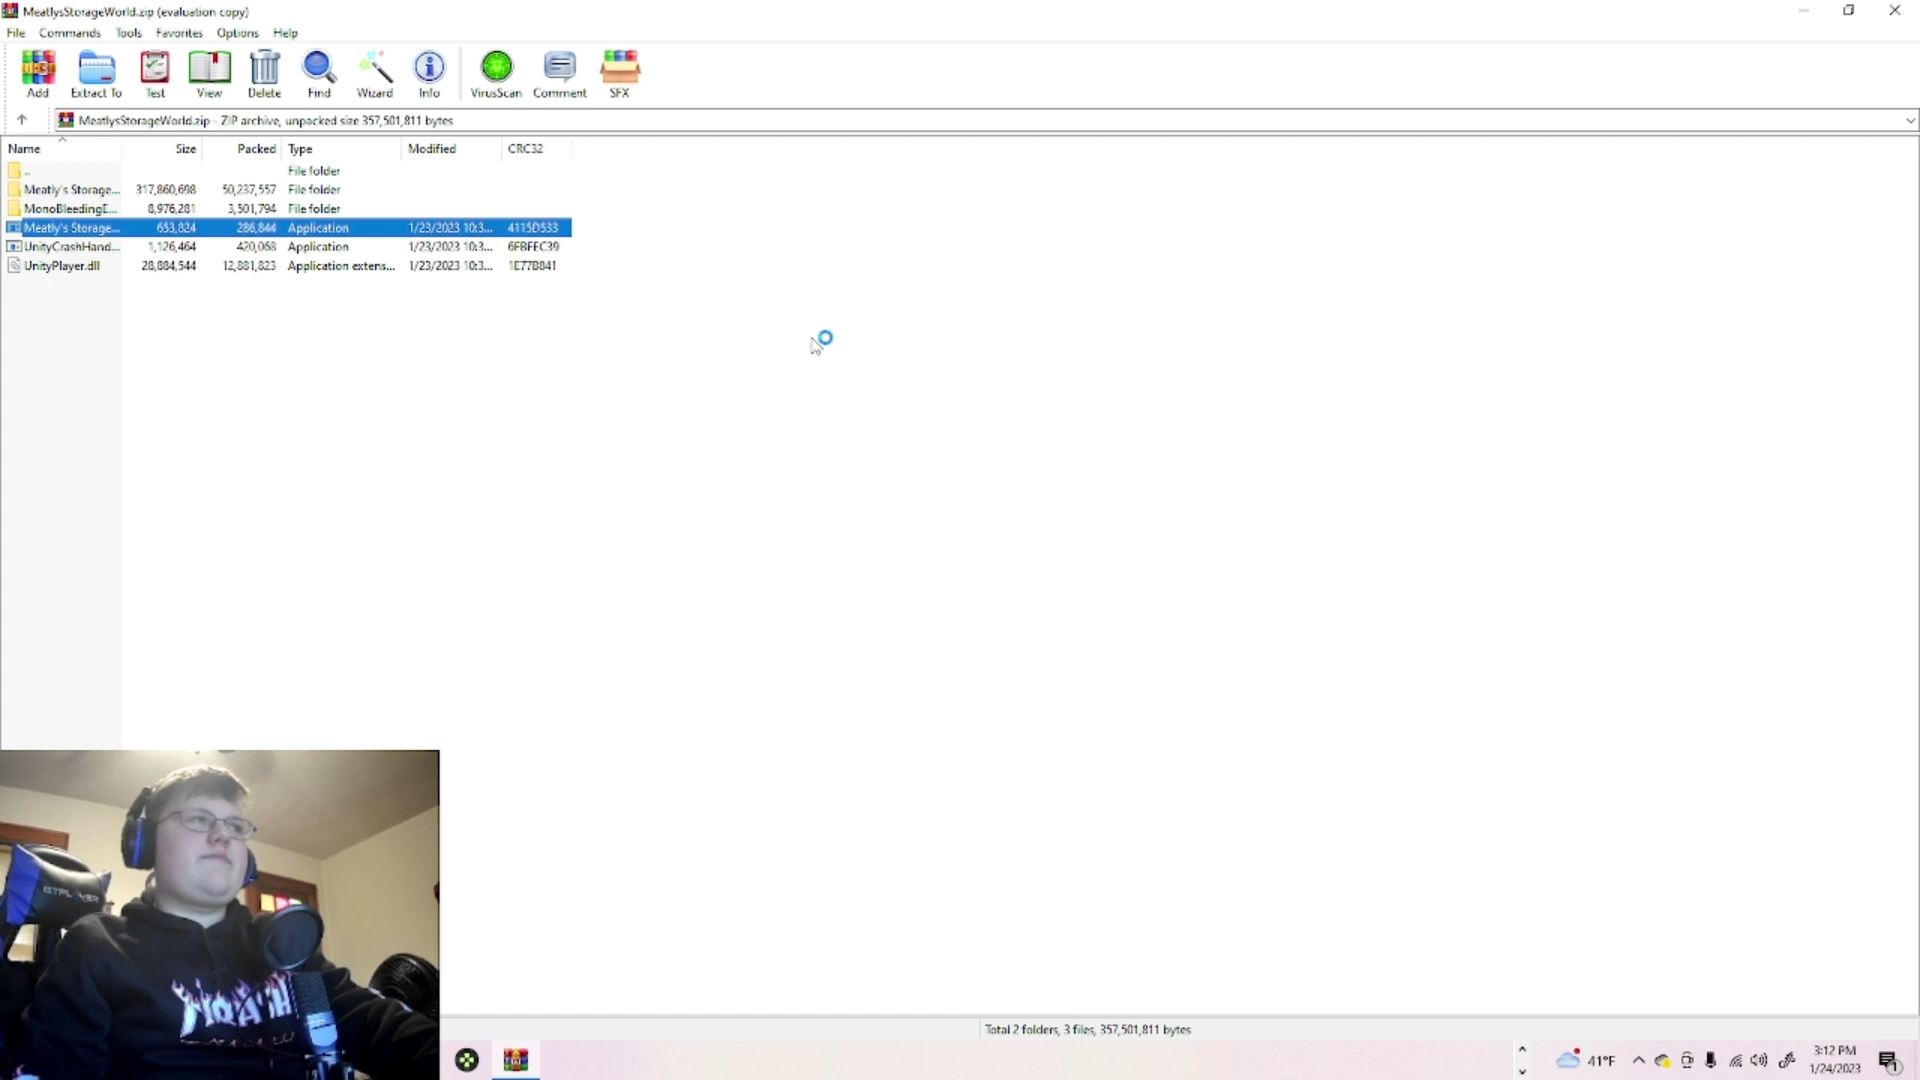 MeatlysStorageWorld.zip (evaluation copy)
File Commands Tools Favorites Options Help
Add Extract To Test View Delete Find Wizard Info VirusScan Comment SFX
MeatlysStorageWorld.zip - ZIP archive, unpacked size 357,501,811 bytes
Name Size Packed Type Modified CRC32
.. File folder
Meatly's Storage... 317,860,698 50,237,557 File folder
MonoBleedingE... 8,976,281 3,501,794 File folder
Meatly's Storage... 653,824 286,844 Application 1/23/2023 10:3... 4115D533
UnityCrashHand... 1,126,464 420,068 Application 1/23/2023 10:3... 6FBFEC39
UnityPlayer.dll 28,884,544 12,881,823 Application extens... 1/23/2023 10:3... 1E77B841
GTPLAYER
THRASH
Total 2 folders, 3 files, 357,501,811 bytes
41°F
3:12 PM
1/24/2023
1